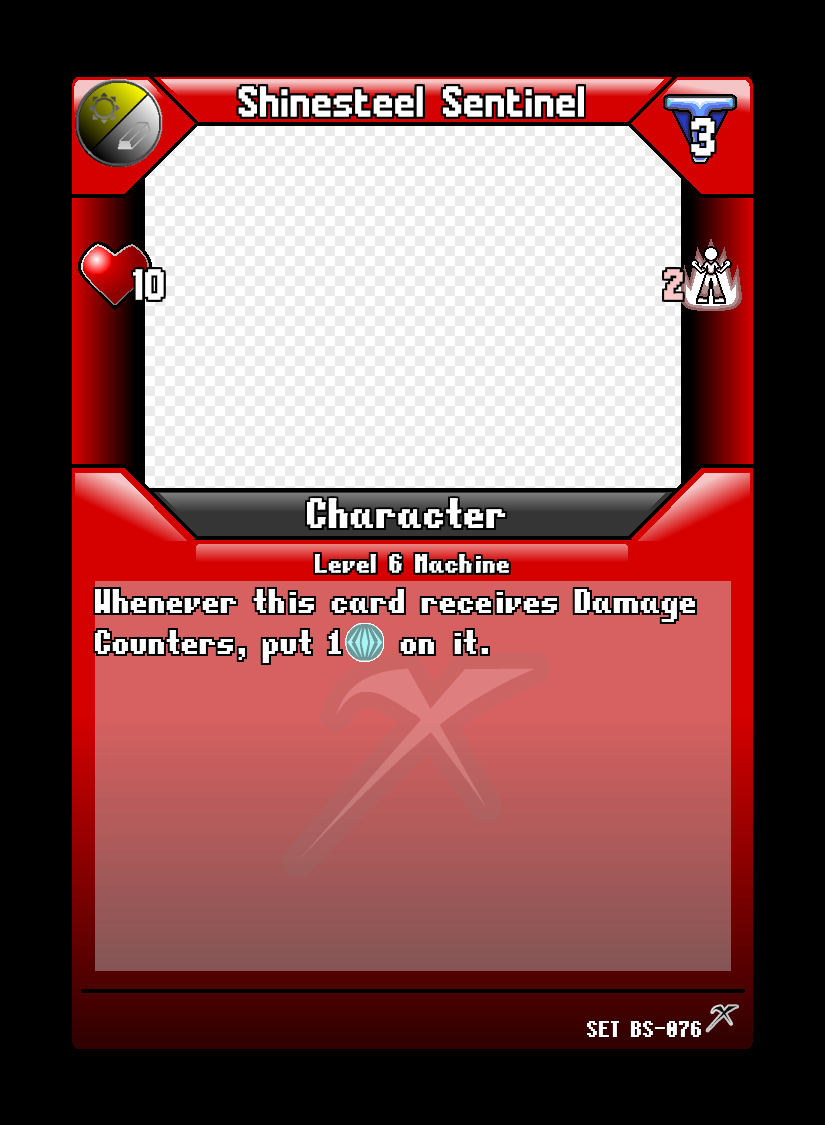 Shinesteel Sentinel
3
10
2
Character
Level 6 Machine
Whenever this card receives Damage
Counters, put 1 on it.
SET BS-076